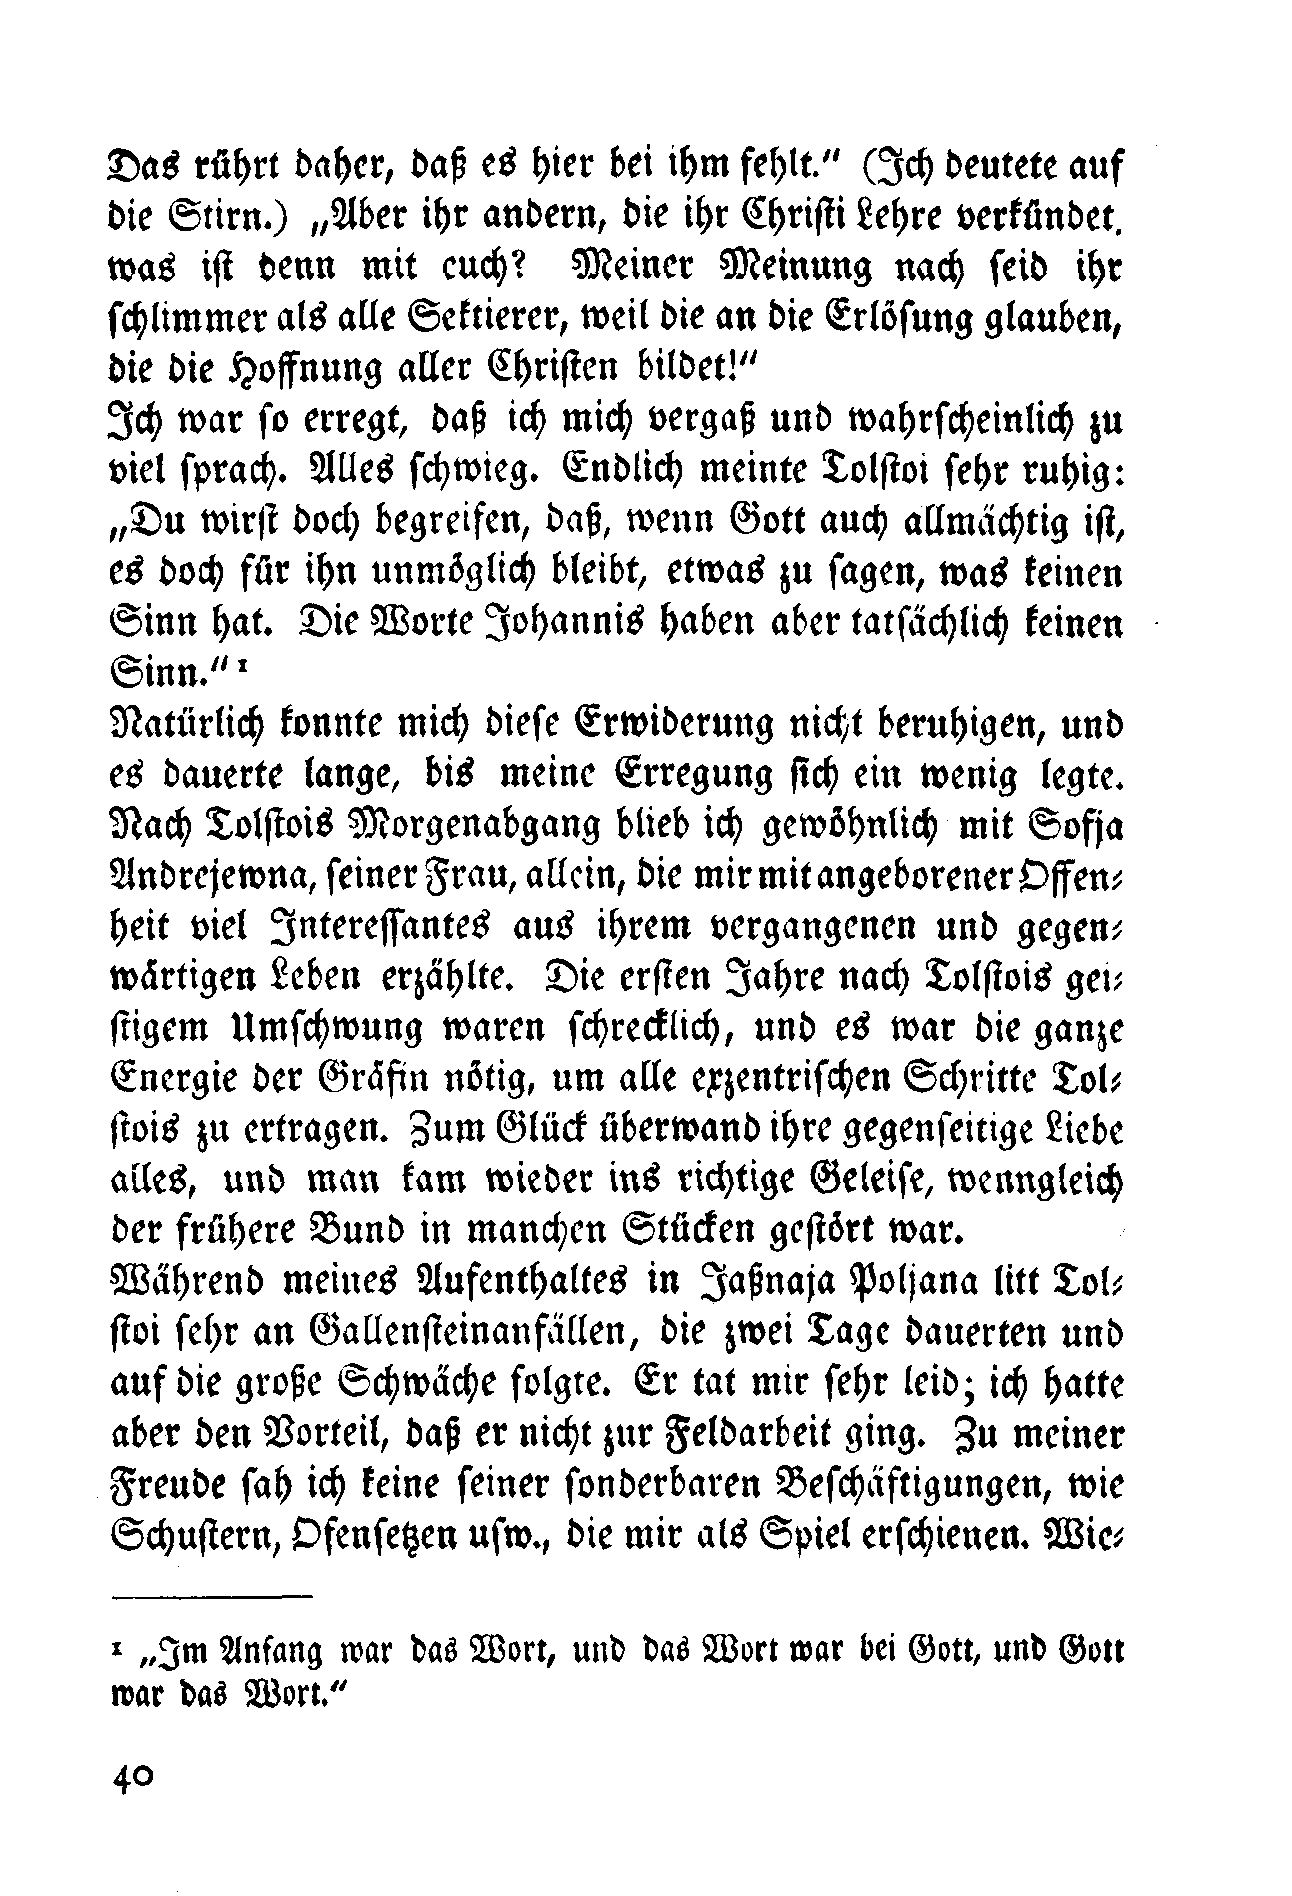 Das rührt daher, daß es hier bei ihm fehlt.“ (Ich deutete auf
die Stirn.) „Aber ihr andern, die ihr Christi Lehre verkündet,
was ist denn mit euch? Meiner Meinung nach seid ihr
schlimmer als alle Sektierer, weil die an die Erlösung glauben,
die die Hoffnung aller Christen bildet!“
Ich war so erregt, daß ich mich vergaß und wahrscheinlich zu
viel sprach. Alles schwieg. Endlich meinte Tolstoi sehr ruhig:
„Du wirst doch begreifen, daß, wenn Gott auch allmächtig ist,
es doch für ihn unmöglich bleibt, etwas zu sagen, was keinen
Sinn hat. Die Worte Johannis haben aber tatsächlich keinen
Sinn.“ ¹
Natürlich konnte mich diese Erwiderung nicht beruhigen, und
es dauerte lange, bis meine Erregung sich ein wenig legte.
Nach Tolstois Morgenabgang blieb ich gewöhnlich mit Sofja
Andrejewna, seiner Frau, allein, die mir mit angeborener Offen-
heit viel Interessantes aus ihrem vergangenen und gegen-
wärtigen Leben erzählte. Die ersten Jahre nach Tolstois gei-
stigem Umschwung waren schrecklich, und es war die ganze
Energie der Gräfin nötig, um alle exzentrischen Schritte Tol-
stois zu ertragen. Zum Glück überwand ihre gegenseitige Liebe
alles, und man kam wieder ins richtige Geleise, wenngleich
der frühere Bund in manchen Stücken gestört war.
Während meines Aufenthaltes in Jaßnaja Poljana litt Tol-
stoi sehr an Gallensteinanfällen, die zwei Tage dauerten und
auf die große Schwäche folgte. Er tat mir sehr leid; ich hatte
aber den Vorteil, daß er nicht zur Feldarbeit ging. Zu meiner
Freude sah ich keine seiner sonderbaren Beschäftigungen, wie
Schustern, Ofensetzen usw., die mir als Spiel erschienen. Wie-
¹ „Im Anfang war das Wort, und das Wort war bei Gott, und Gott
war das Wort.“
40